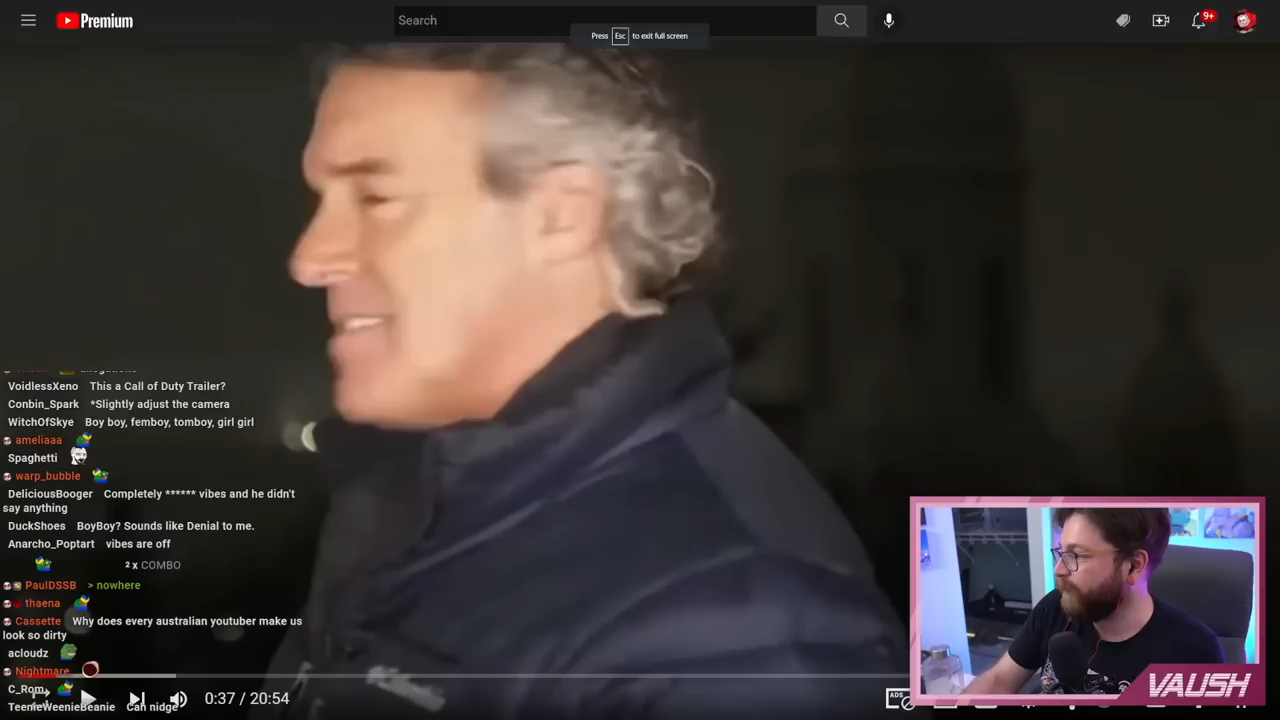 Premium
Search
9+
Press Esc to exit full screen
VoidlessXeno This a Call of Duty Trailer?
Conbin_Spark *Slightly adjust the camera
WitchOfSkye Boy boy, femboy, tomboy, girl girl
ameliaaa
Spaghetti
warp_bubble
DeliciousBooger Completely ****** vibes and he didn't
say anything
DuckShoes BoyBoy? Sounds like Denial to me.
Anarcho_Poptart vibes are off
2 x COMBO
PaulDSSB > nowhere
thaena
Cassette Why does every australian youtuber make us
look so dirty
acloudz
Nightmare
C_Rom
0:37 / 20:54
TeenieWeenieBeanie Can nidge
ADS
VAUSH